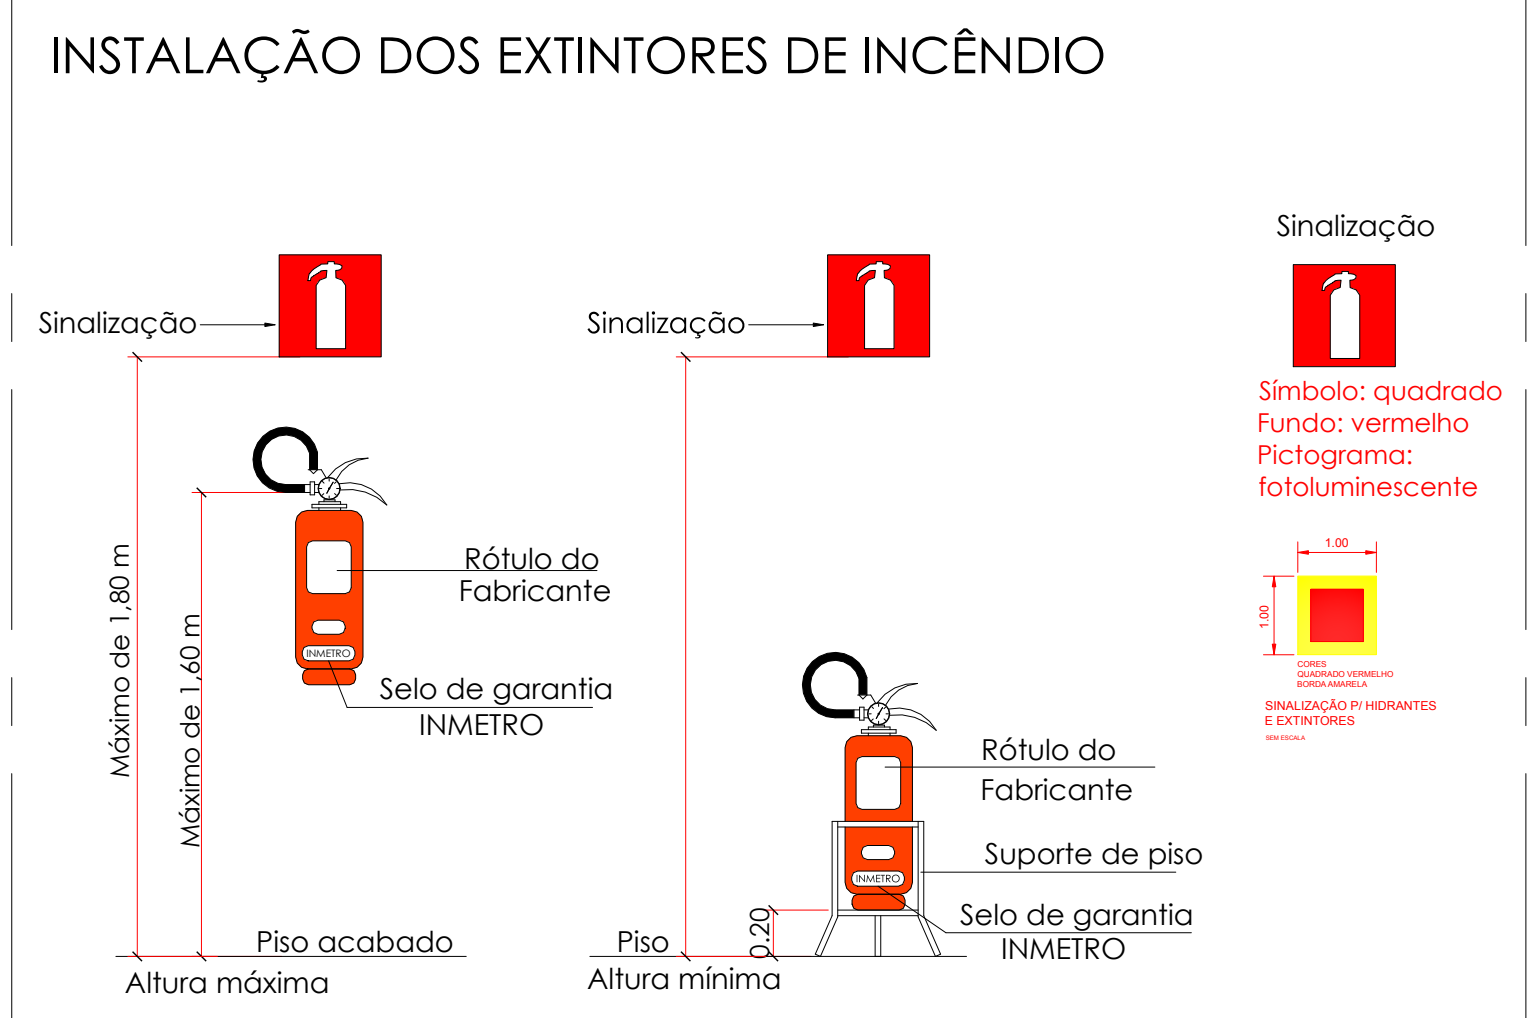 INSTALAÇÃO DOS EXTINTORES DE INCÊNDIO
Sinalização
Máximo de 1,80 m
Máximo de 1,60 m
Rótulo do
Fabricante
INMETRO
Selo de garantia
INMETRO
Piso acabado
Altura máxima
Sinalização
Rótulo do
Fabricante
Suporte de piso
INMETRO
Selo de garantia
INMETRO
0.20
Piso
Altura mínima
Sinalização
Símbolo: quadrado
Fundo: vermelho
Pictograma:
fotoluminescente
1.00
1.00
CORES
QUADRADO VERMELHO
BORDA AMARELA
SINALIZAÇÃO P/ HIDRANTES
E EXTINTORES
SEM ESCALA